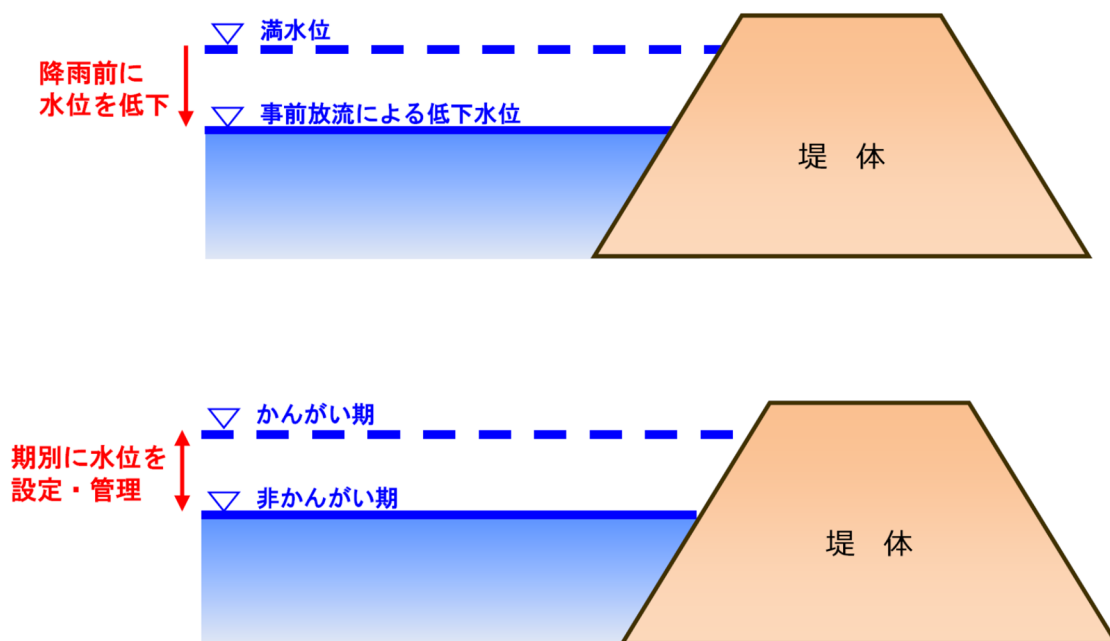 満水位
降雨前に
水位を低下
事前放流による低下水位
堤 体
かんがい期
期別に水位を
設定・管理
非かんがい期
堤 体